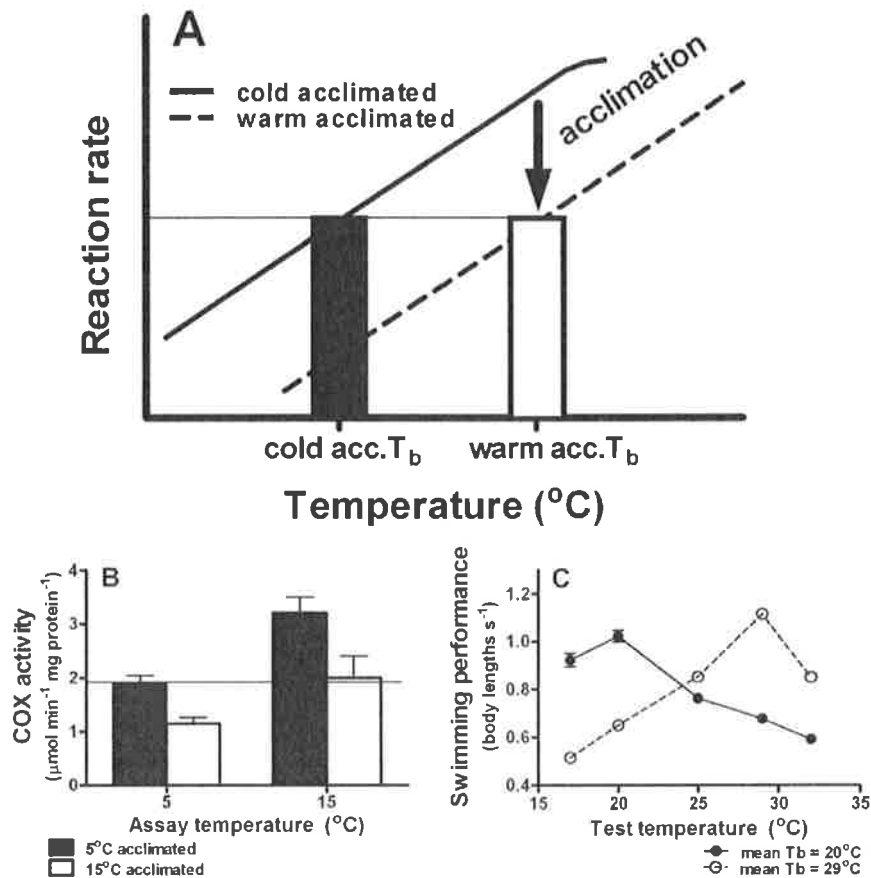 A
cold acclimated
warm acclimated
acclimation
Reaction rate
cold acc.T_b
warm acc.T_b
Temperature (°C)
B
COX activity
(μmol min⁻¹ mg protein⁻¹)
4
3
2
1
0
5
15
Assay temperature (°C)
5°C acclimated
15°C acclimated
C
Swimming performance
(body lengths s⁻¹)
1.2
1.0
0.8
0.6
0.4
15
20
25
30
35
Test temperature (°C)
mean Tb = 20°C
mean Tb = 29°C